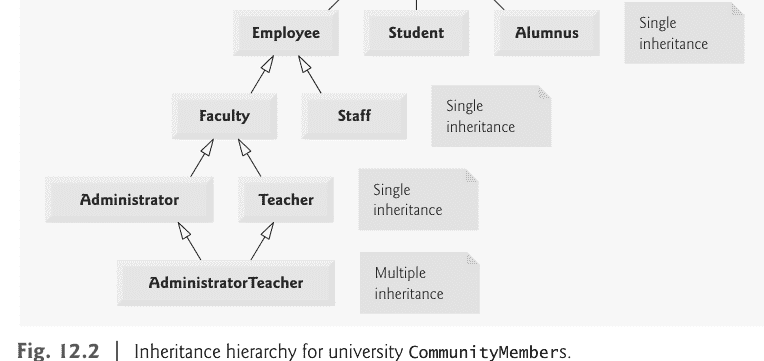 Employee
Student
Alumnus
Single
inheritance
Faculty
Staff
Single
inheritance
Administrator
Teacher
Single
inheritance
AdministratorTeacher
Multiple
inheritance
Fig. 12.2 | Inheritance hierarchy for university CommunityMembers.